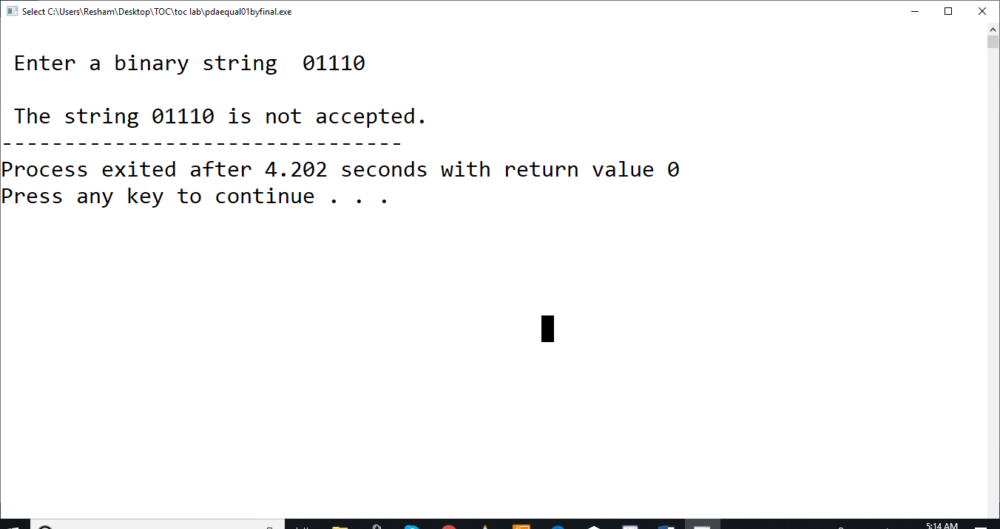 Select C:\Users\Resham\Desktop\TOC\toc lab\pdaequal01byfinal.exe
Enter a binary string  01110
The string 01110 is not accepted.
--------------------------------
Process exited after 4.202 seconds with return value 0
Press any key to continue . . .
5:14 AM